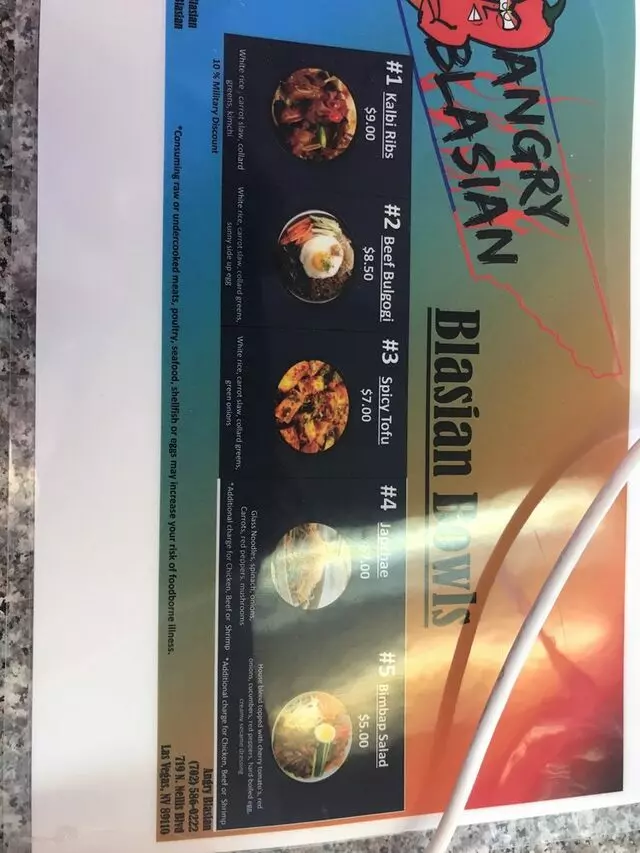 ANGRY
BLASIAN
Blasian Bowls
#1 Kalbi Ribs
$9.00
White rice, carrot slaw, collard
greens, kimchi
#2 Beef Bulgogi
$8.50
White rice, carrot slaw, collard greens,
sunny side up egg
#3 Spicy Tofu
$7.00
White rice, carrot slaw, collard greens,
green onions
#4 Japchae
.00
Glass Noodles, spinach, onions,
Carrots, red peppers, mushrooms
*Additional charge for Chicken, Beef or Shrimp
#5 Bimbap Salad
$5.00
House blend topped with cherry tomato's, red
onions, cucumbers, red peppers, hard-boiled egg,
creamy sesame dressing
*Additional charge for Chicken, Beef or Shrimp
10 % Military Discount
*Consuming raw or undercooked meats, poultry, seafood, shellfish or eggs may increase your risk of foodborne illness.
Blasian
Blasian
Angry Blasian
(702) 586-0222
719 N. Nellis Blvd
Las Vegas, NV 89110